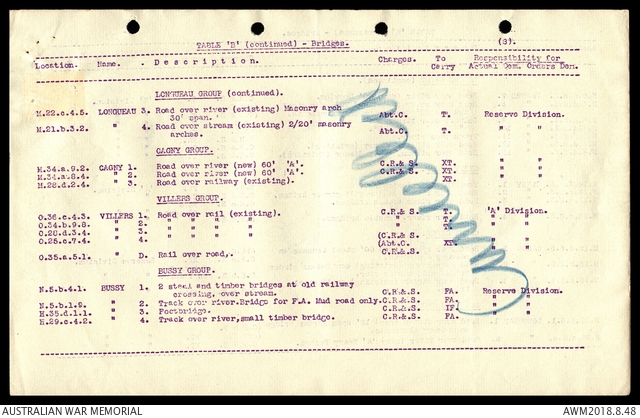 TABLE 'B' (continued) - Bridges. (8).
Location. Name. Description. Charges. To Carry Responsibility for Actual Dem. Orders Dem.
LONGUEAU GROUP (continued).
M.22.c.4.5. LONGUEAU 3. Road over river (existing) Masonry arch 30' span. Abt.C. T. Reserve Division.
M.21.b.3.2. " 4. Road over stream (existing) 2/20' masonry arches. Abt.C. T. " "
CAGNY GROUP.
M.34.a.9.2. CAGNY 1. Road over river (new) 60' 'A'. C.R.& S. XT. " "
M.34.a.8.4. " 2. Road over river (new) 60' 'A'. C.R.& S. XT. " "
M.28.d.2.4. " 3. Road over railway (existing). XT. " "
VILLERS GROUP.
O.36.c.4.3. VILLERS 1. Road over rail (existing). C.R.& S. T. 'A' Division.
O.34.b.9.8. " 2. " " " " " T. " "
O.28.d.3.4. " 3. " " " " " T. " "
O.26.c.7.4. " 4. " " " " (C.R.& S. (Abt.C. XT. " "
O.35.a.5.1. " D. Rail over road. C.R.& S. " "
BUSSY GROUP.
N.5.b.4.1. BUSSY 1. 2 steel and timber bridges at old railway crossing, over stream. C.R.& S. FA. Reserve Division.
N.5.b.1.9. " 2. Track over river. Bridge for F.A. Mud road only. C.R.& S. FA. " "
H.35.d.1.1. " 3. Footbridge. C.R.& S. IF. " "
H.29.c.4.2. " 4. Track over river, small timber bridge. C.R.& S. FA. " "
AUSTRALIAN WAR MEMORIAL AWM2018.8.48